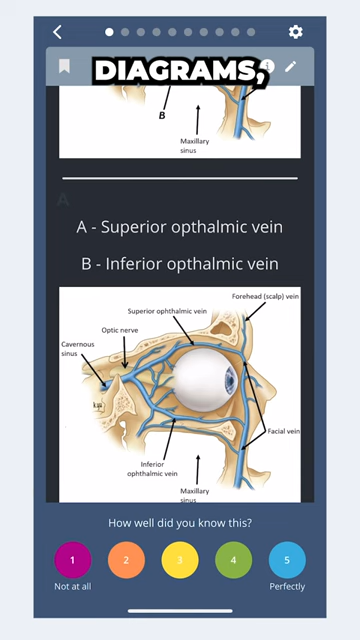 DIAGRAMS,
B
Maxillary
sinus
A
A - Superior opthalmic vein
B - Inferior opthalmic vein
Forehead (scalp) vein
Superior ophthalmic vein
Optic nerve
Cavernous
sinus
Facial vein
Inferior
ophthalmic vein
Maxillary
sinus
How well did you know this?
1
2
3
4
5
Not at all
Perfectly